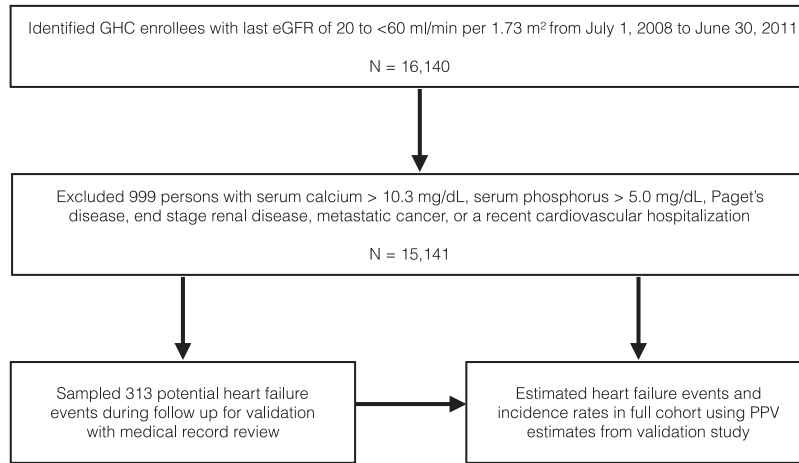 Identified GHC enrollees with last eGFR of 20 to <60 ml/min per 1.73 m² from July 1, 2008 to June 30, 2011
N = 16,140
Excluded 999 persons with serum calcium > 10.3 mg/dL, serum phosphorus > 5.0 mg/dL, Paget's
disease, end stage renal disease, metastatic cancer, or a recent cardiovascular hospitalization
N = 15,141
Sampled 313 potential heart failure
events during follow up for validation
with medical record review
Estimated heart failure events and
incidence rates in full cohort using PPV
estimates from validation study